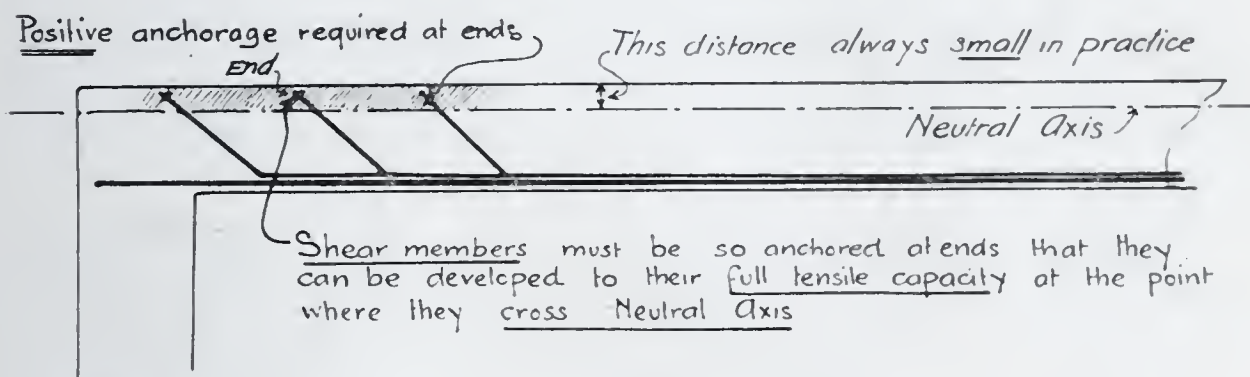 Positive anchorage required at ends
End
This distance always small in practice
Neutral Axis
Shear members must be so anchored at ends that they
can be developed to their full tensile capacity at the point
where they cross Neutral Axis